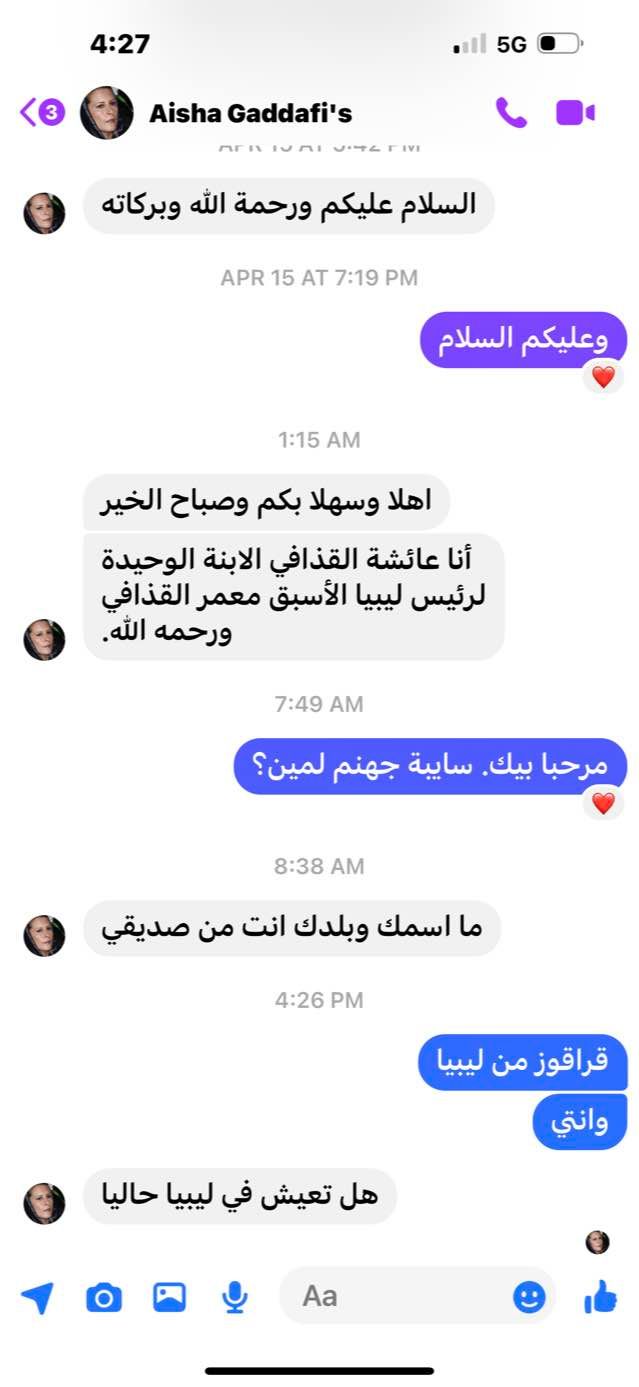 4:27
5G
3
Aisha Gaddafi's
السلام عليكم ورحمة الله وبركاته
APR 15 AT 7:19 PM
وعليكم السلام
1:15 AM
اهلا وسهلا بكم وصباح الخير
أنا عائشة القذافي الابنة الوحيدة
لرئيس ليبيا الأسبق معمر القذافي
ورحمه الله.
7:49 AM
مرحبا بيك. سايبة جهنم لمين؟
8:38 AM
ما اسمك وبلدك انت من صديقي
4:26 PM
قراقوز من ليبيا
وانتي
هل تعيش في ليبيا حاليا
Aa